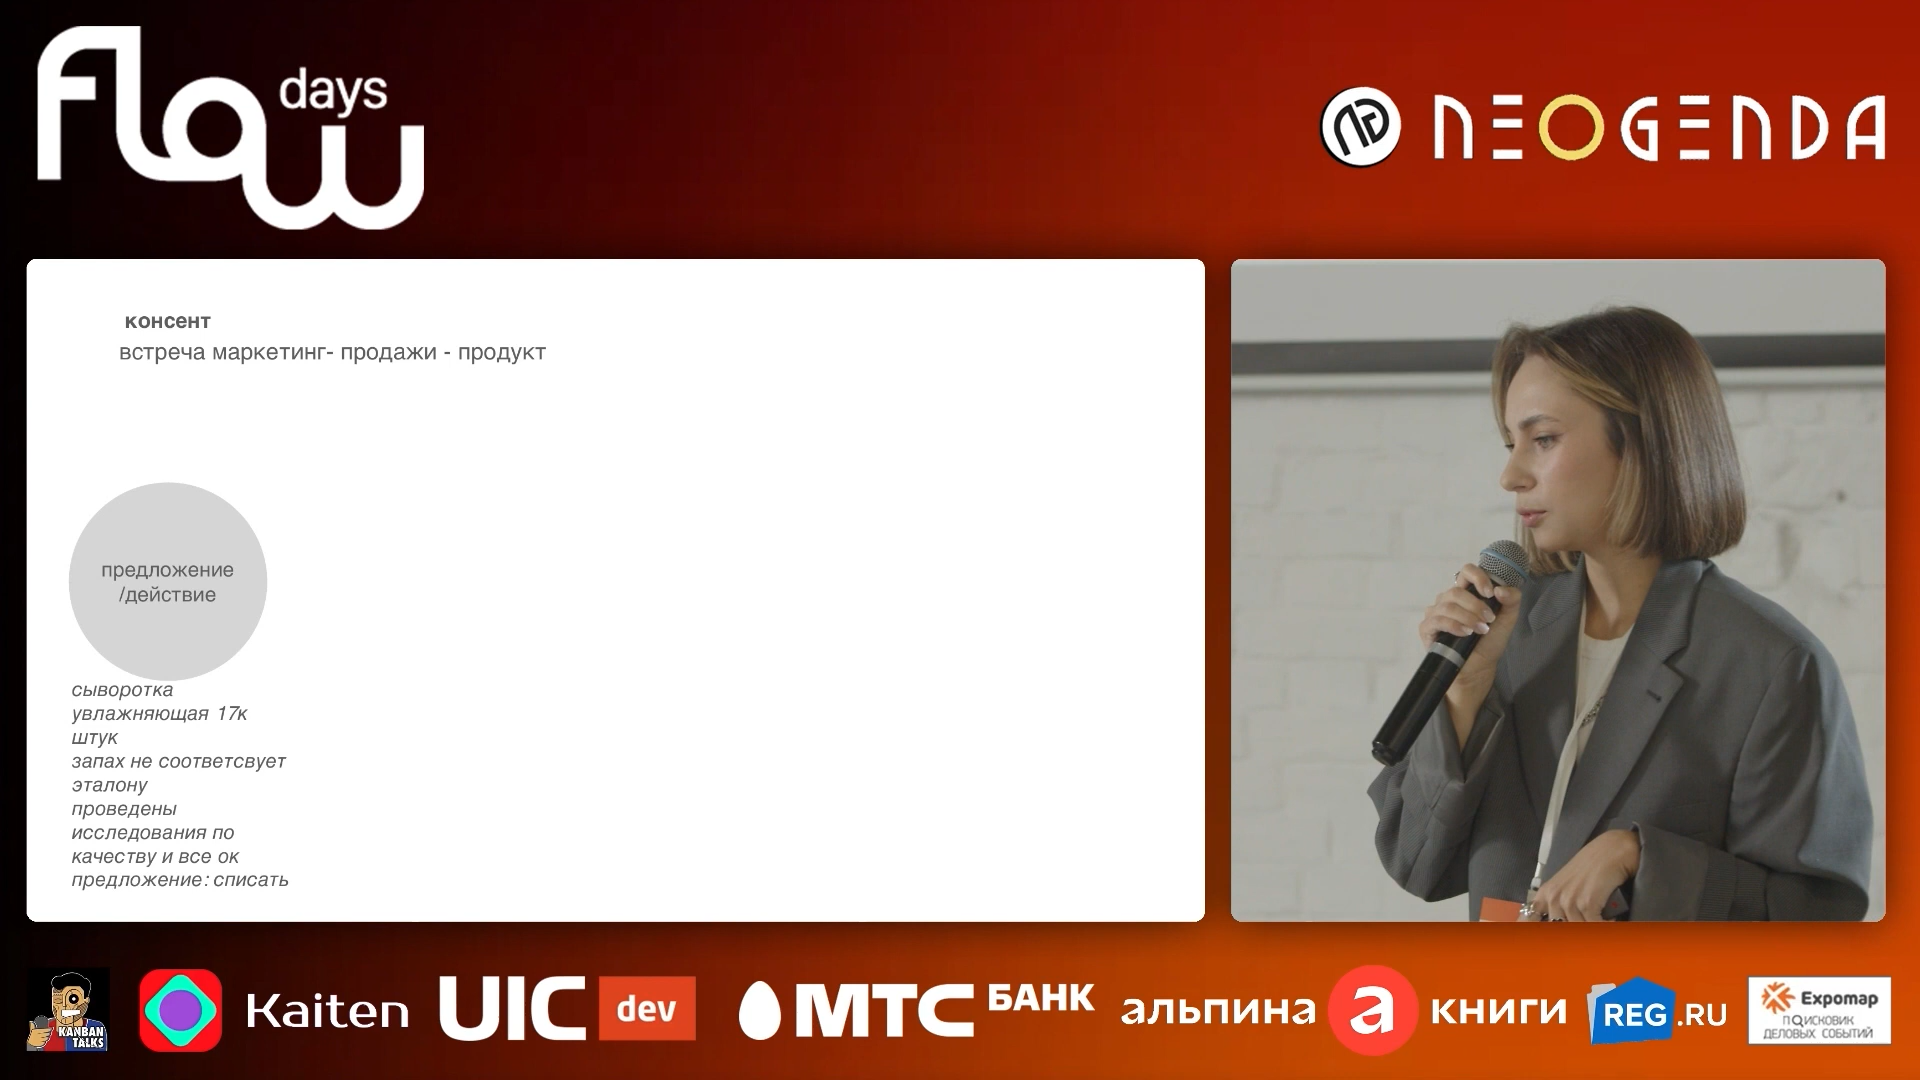 flow
days
NEOGENDA
консент
встреча маркетинг- продажи - продукт
предложение
/действие
сыворотка
увлажняющая 17к
штук
запах не соответсвует
эталону
проведены
исследования по
качеству и все ок
предложение: списать
KANBAN
TALKS
Kaiten
UIC dev
МТС БАНК
альпина а книги
REG.RU
Expomap
ПОИСКОВИК
ДЕЛОВЫХ СОБЫТИЙ